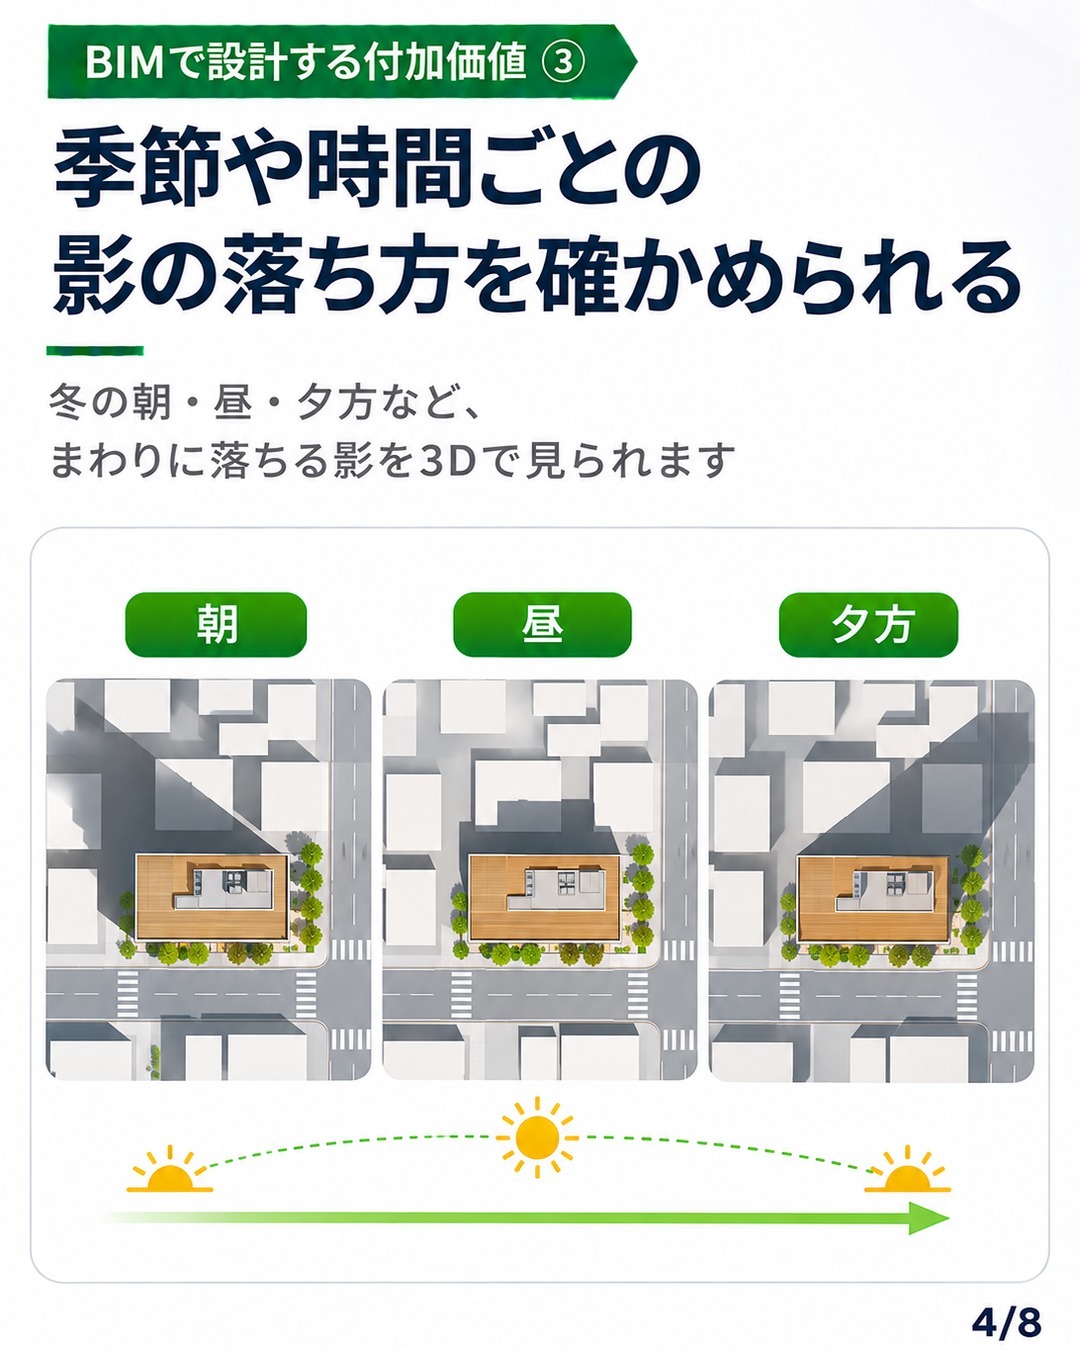 BIMで設計する付加価値 ③
季節や時間ごとの
影の落ち方を確かめられる
冬の朝・昼・夕方など、
まわりに落ちる影を3Dで見られます
朝
昼
夕方
4/8